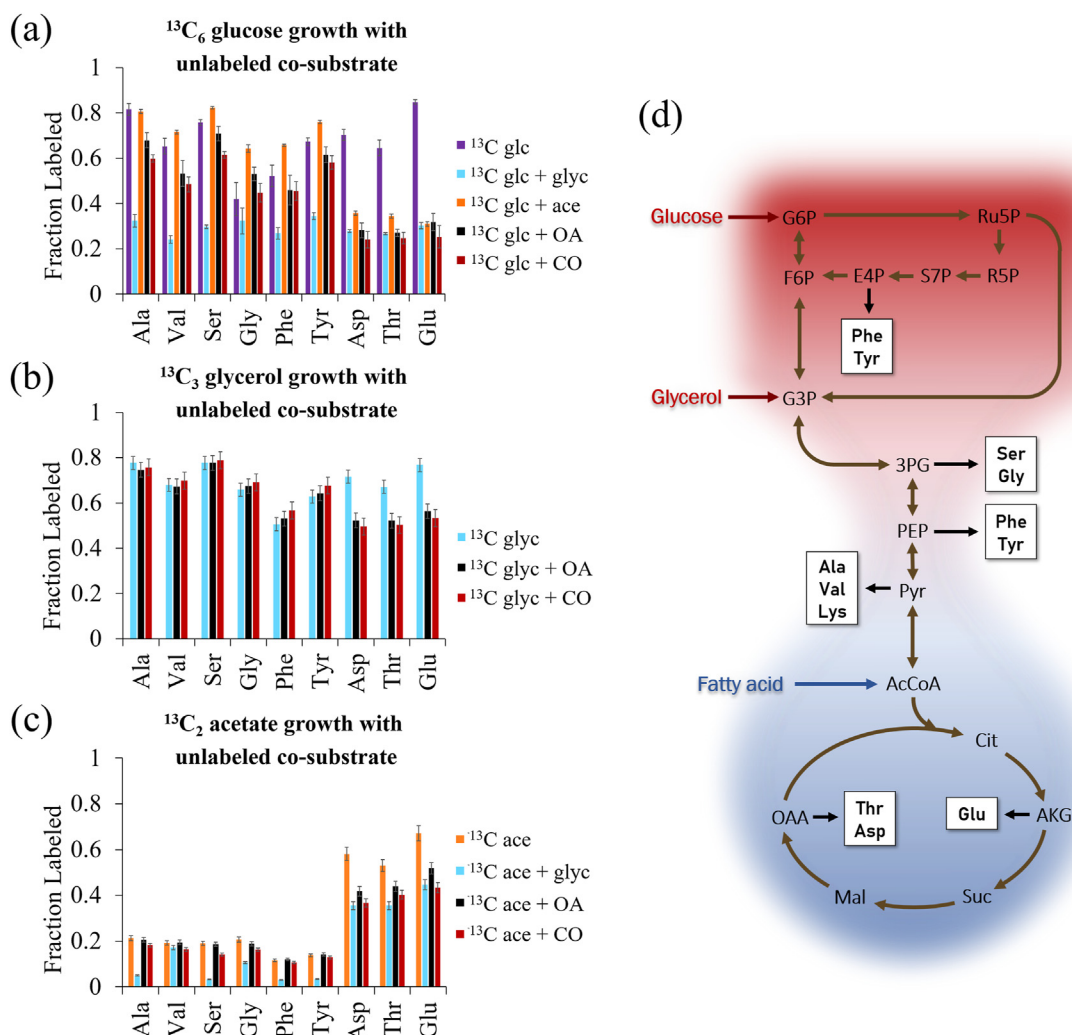 (a)
¹³C₆ glucose growth with
unlabeled co-substrate
Fraction Labeled
1
0.8
0.6
0.4
0.2
0
Ala
Val
Ser
Gly
Phe
Tyr
Asp
Thr
Glu
¹³C glc
¹³C glc + glyc
¹³C glc + ace
¹³C glc + OA
¹³C glc + CO
(b)
¹³C₃ glycerol growth with
unlabeled co-substrate
Fraction Labeled
1
0.8
0.6
0.4
0.2
0
Ala
Val
Ser
Gly
Phe
Tyr
Asp
Thr
Glu
¹³C glyc
¹³C glyc + OA
¹³C glyc + CO
(c)
¹³C₂ acetate growth with
unlabeled co-substrate
Fraction Labeled
1
0.8
0.6
0.4
0.2
0
Ala
Val
Ser
Gly
Phe
Tyr
Asp
Thr
Glu
¹³C ace
¹³C ace + glyc
¹³C ace + OA
¹³C ace + CO
(d)
Glucose
G6P
Ru5P
F6P
E4P
S7P
R5P
Phe
Tyr
Glycerol
G3P
3PG
Ser
Gly
PEP
Phe
Tyr
Ala
Val
Lys
Pyr
Fatty acid
AcCoA
Cit
OAA
Thr
Asp
Glu
AKG
Mal
Suc